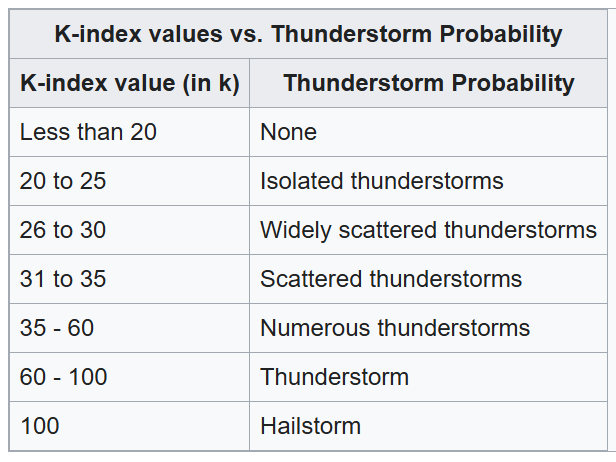 K-index values vs. Thunderstorm Probability
K-index value (in k) Thunderstorm Probability
Less than 20 None
20 to 25 Isolated thunderstorms
26 to 30 Widely scattered thunderstorms
31 to 35 Scattered thunderstorms
35 - 60 Numerous thunderstorms
60 - 100 Thunderstorm
100 Hailstorm